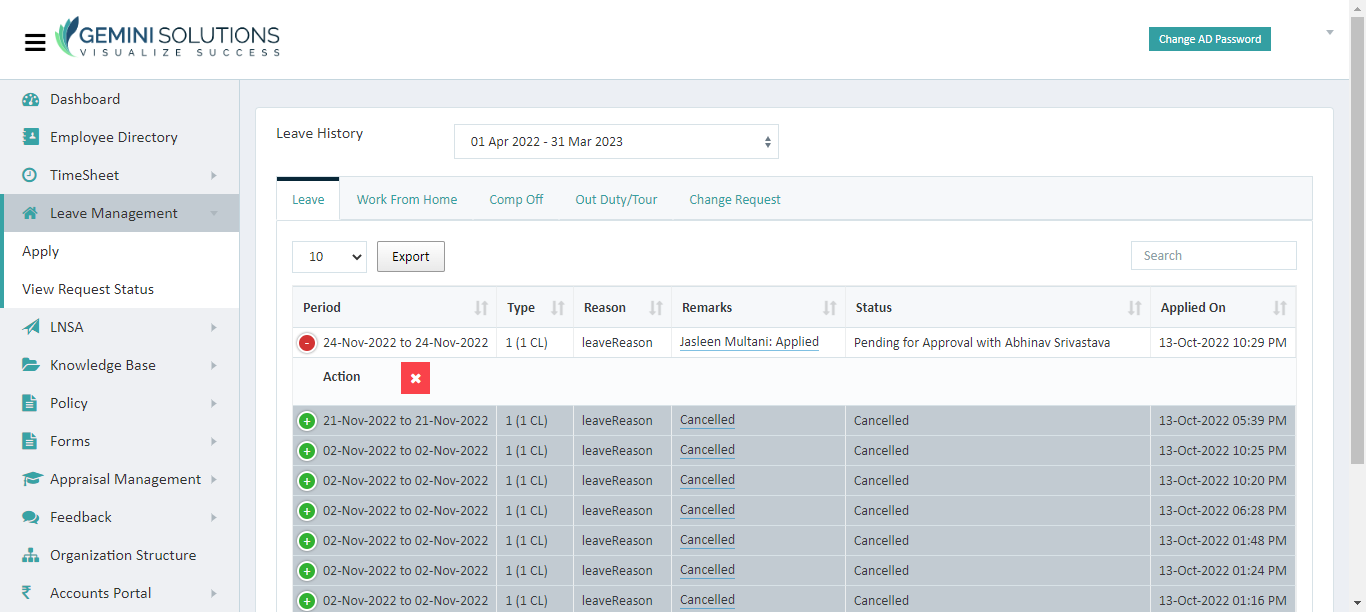 GEMINI SOLUTIONS
VISUALIZE SUCCESS
Change AD Password
Dashboard
Employee Directory
TimeSheet
Leave Management
Apply
View Request Status
LNSA
Knowledge Base
Policy
Forms
Appraisal Management
Feedback
Organization Structure
Accounts Portal
Leave History
01 Apr 2022 - 31 Mar 2023
Leave Work From Home Comp Off Out Duty/Tour Change Request
10 Export Search
Period Type Reason Remarks Status Applied On
24-Nov-2022 to 24-Nov-2022 1 (1 CL) leaveReason Jasleen Multani: Applied Pending for Approval with Abhinav Srivastava 13-Oct-2022 10:29 PM
Action
21-Nov-2022 to 21-Nov-2022 1 (1 CL) leaveReason Cancelled Cancelled 13-Oct-2022 05:39 PM
02-Nov-2022 to 02-Nov-2022 1 (1 CL) leaveReason Cancelled Cancelled 13-Oct-2022 10:25 PM
02-Nov-2022 to 02-Nov-2022 1 (1 CL) leaveReason Cancelled Cancelled 13-Oct-2022 10:20 PM
02-Nov-2022 to 02-Nov-2022 1 (1 CL) leaveReason Cancelled Cancelled 13-Oct-2022 06:28 PM
02-Nov-2022 to 02-Nov-2022 1 (1 CL) leaveReason Cancelled Cancelled 13-Oct-2022 01:48 PM
02-Nov-2022 to 02-Nov-2022 1 (1 CL) leaveReason Cancelled Cancelled 13-Oct-2022 01:24 PM
02-Nov-2022 to 02-Nov-2022 1 (1 CL) leaveReason Cancelled Cancelled 13-Oct-2022 01:16 PM